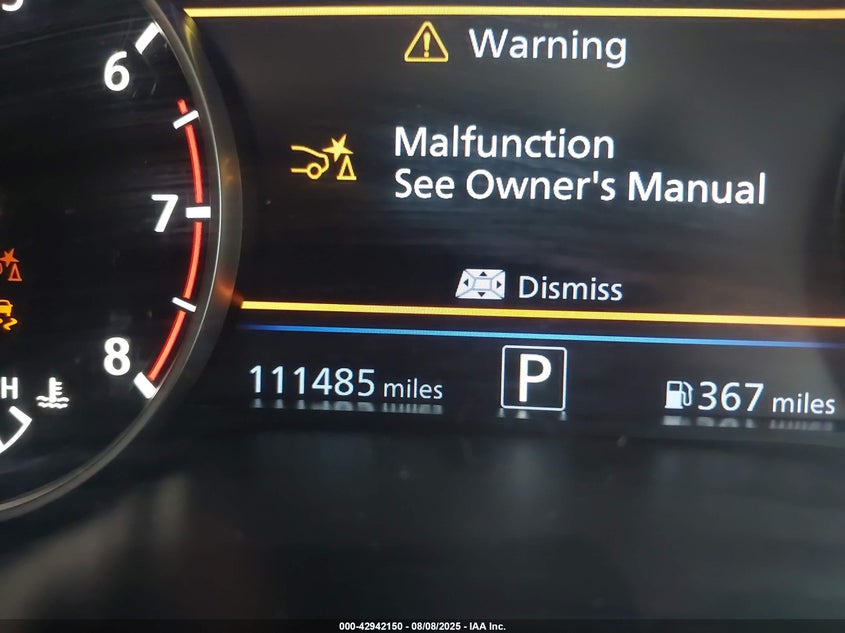 6
Warning
Malfunction
See Owner's Manual
7
Dismiss
8
111485 miles
P
367 miles
H
000-42942150 - 08/08/2025 - IAA Inc.